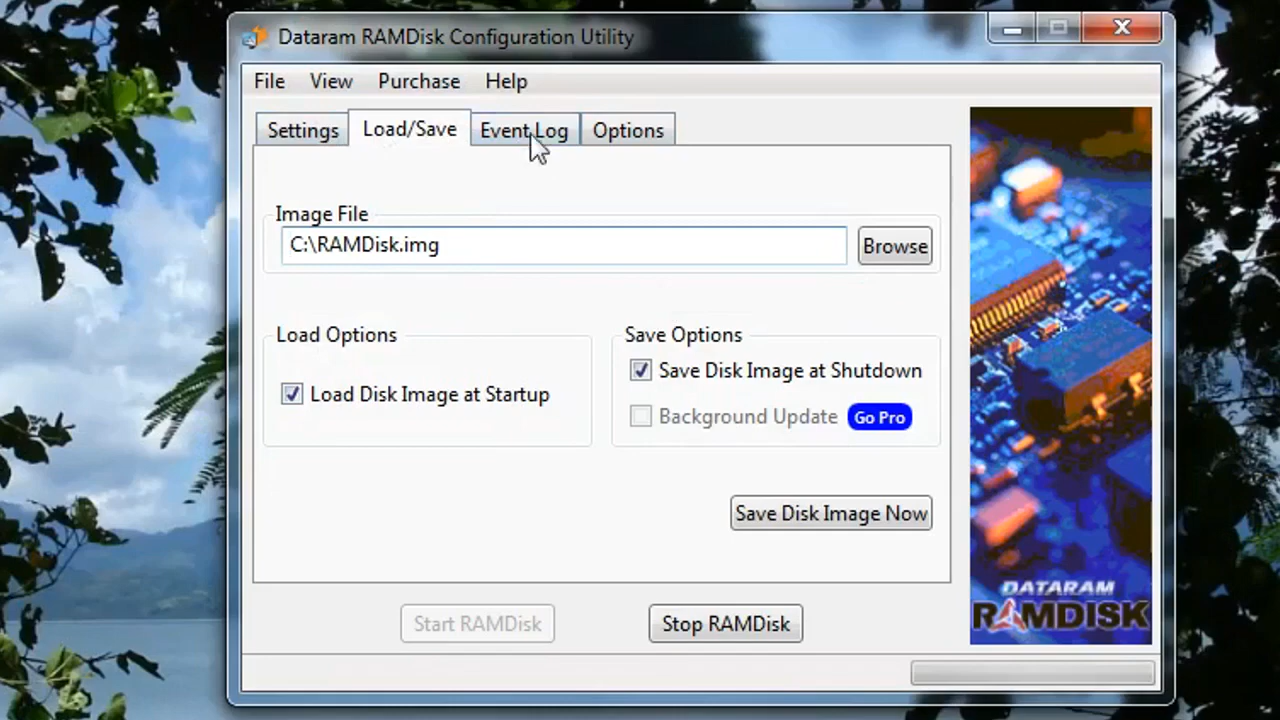 Dataram RAMDisk Configuration Utility
File View Purchase Help
Settings Load/Save Event Log Options
Image File
C:\RAMDisk.img Browse
Load Options
Load Disk Image at Startup
Save Options
Save Disk Image at Shutdown
Background Update Go Pro
Save Disk Image Now
Start RAMDisk Stop RAMDisk
DATARAM
RAMDISK